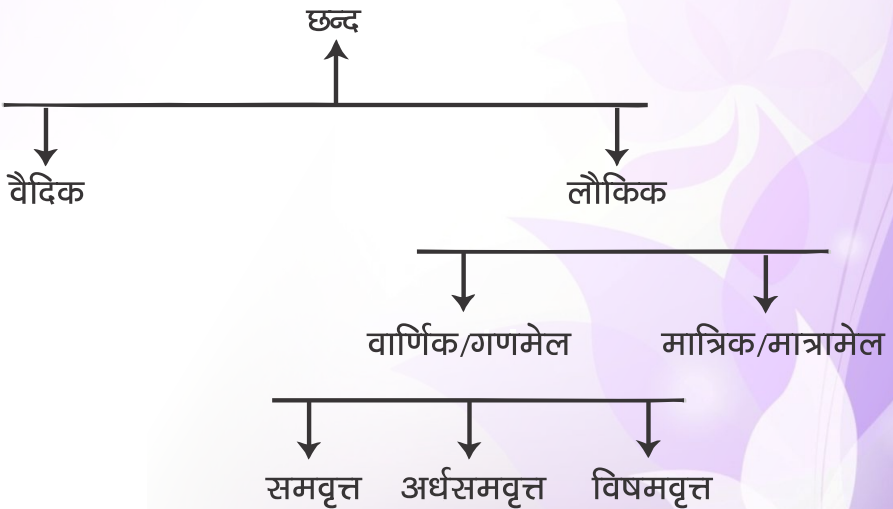 छन्द
वैदिक लौकिक
वार्णिक/गणमेल मात्रिक/मात्रामेल
समवृत्त अर्धसमवृत्त विषमवृत्त